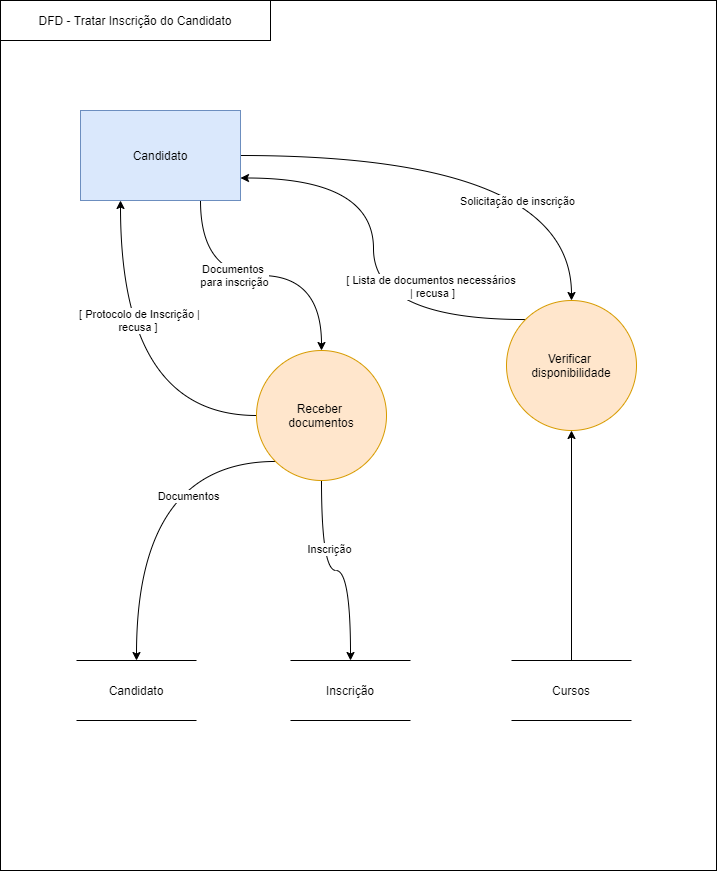 DFD - Tratar Inscrição do Candidato
Candidato
Solicitação de inscrição
Documentos
para inscrição
[ Lista de documentos necessários
| recusa ]
[ Protocolo de Inscrição |
recusa ]
Verificar
disponibilidade
Receber
documentos
Documentos
Inscrição
Candidato
Inscrição
Cursos